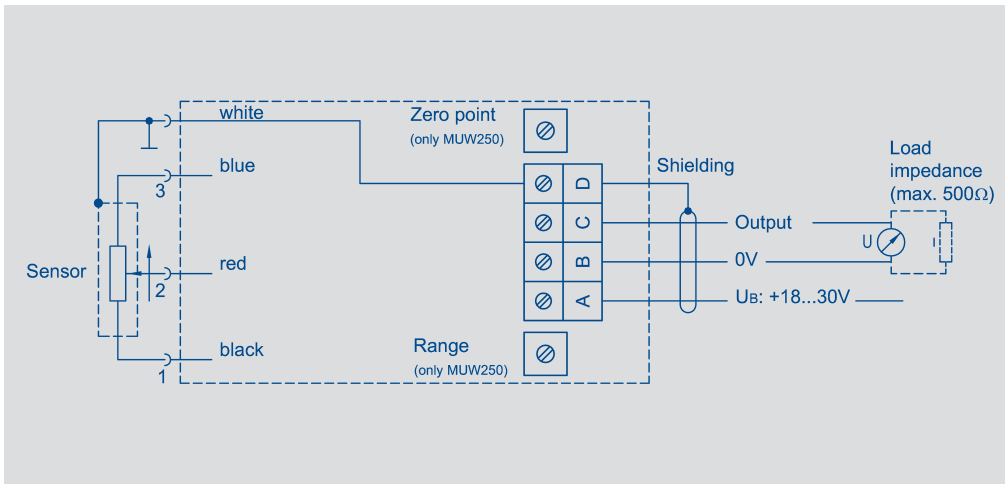 white
Zero point
(only MUW250)
blue
3
Sensor
red
2
black
1
Range
(only MUW250)
D
C
B
A
Shielding
Output
0V
UB: +18...30V
Load
impedance
(max. 500Ω)
U
I